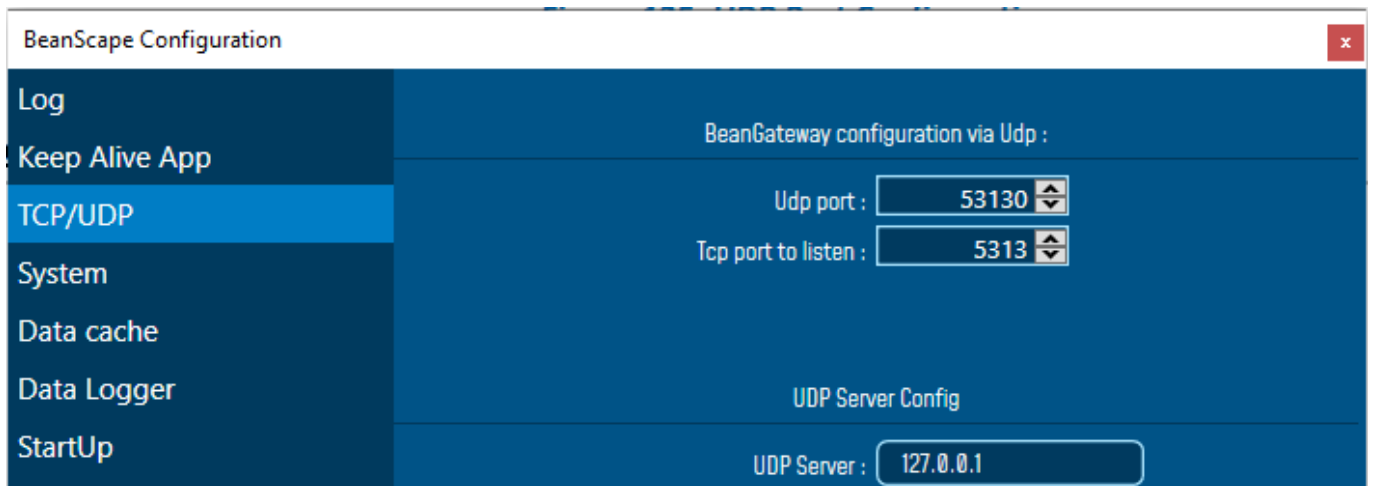 BeanScape Configuration
x
Log
Keep Alive App
TCP/UDP
System
Data cache
Data Logger
StartUp
BeanGateway configuration via Udp :
Udp port : 53130
Tcp port to listen : 5313
UDP Server Config
UDP Server : 127.0.0.1